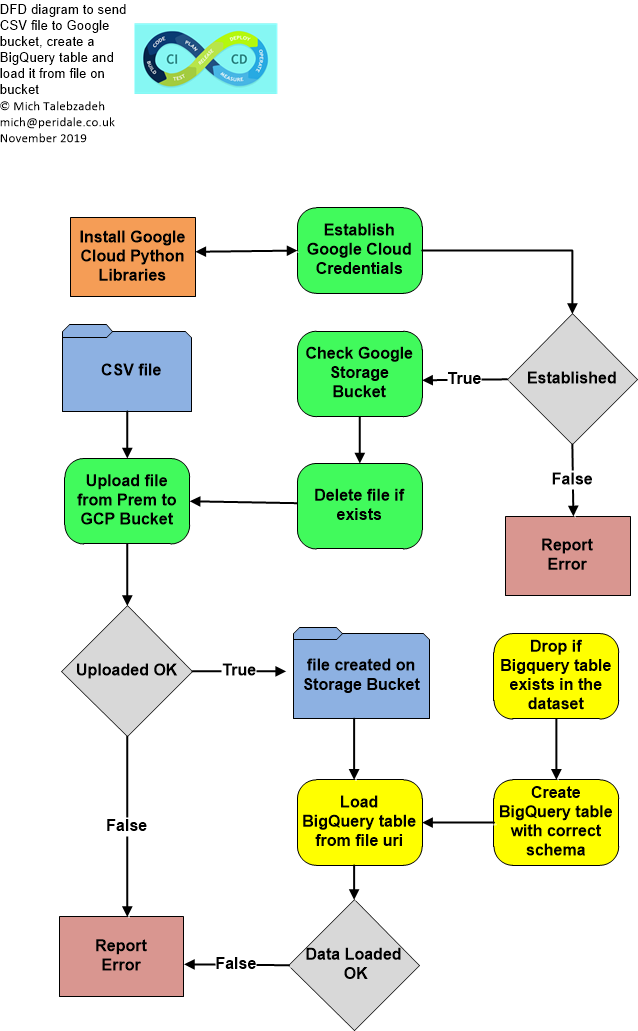 DFD diagram to send
CSV file to Google
bucket, create a
BigQuery table and
load it from file on
bucket
© Mich Talebzadeh
mich@peridale.co.uk
November 2019
CODE
PLAN
RELEASE
DEPLOY
OPERATE
MEASURE
TEST
BUILD
CI
CD
Install Google
Cloud Python
Libraries
Establish
Google Cloud
Credentials
CSV file
Check Google
Storage
Bucket
True
Established
Upload file
from Prem to
GCP Bucket
Delete file if
exists
False
Report
Error
Uploaded OK
True
file created on
Storage Bucket
Drop if
Bigquery table
exists in the
dataset
False
Load
BigQuery table
from file uri
Create
BigQuery table
with correct
schema
Report
Error
False
Data Loaded
OK